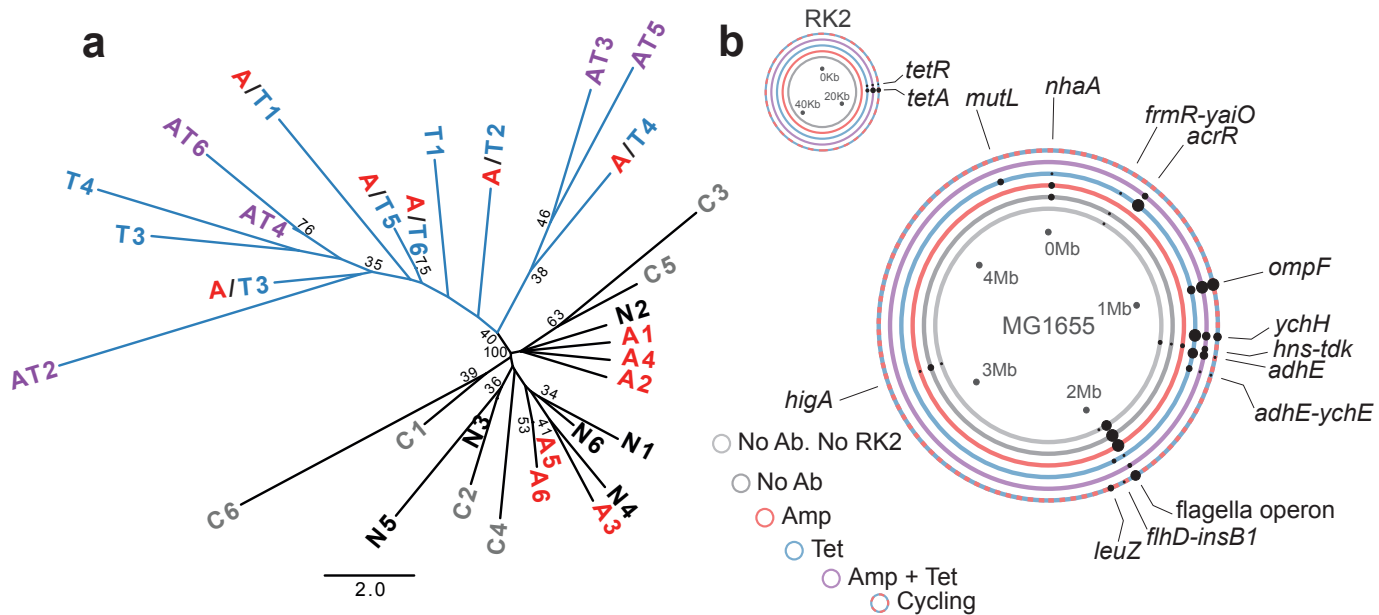 a
AT3
AT5
A/T1
AT6
T1
A/T2
A/T4
T4
A/T5
A/T6
AT4
76
46
C3
T3
35
75
38
C5
A/T3
63
N2
40
A1
100
A4
AT2
A2
39
36
34
C1
N3
53
41
A5
N6
N1
A6
C6
C2
N4
N5
C4
A3
2.0
b
RK2
0Kb
20Kb
40Kb
tetR
tetA
mutL
nhaA
frmR-yaiO
acrR
0Mb
4Mb
ompF
1Mb
MG1655
ychH
hns-tdk
adhE
3Mb
2Mb
higA
adhE-ychE
No Ab. No RK2
No Ab
Amp
flagella operon
flhD-insB1
leuZ
Tet
Amp + Tet
Cycling